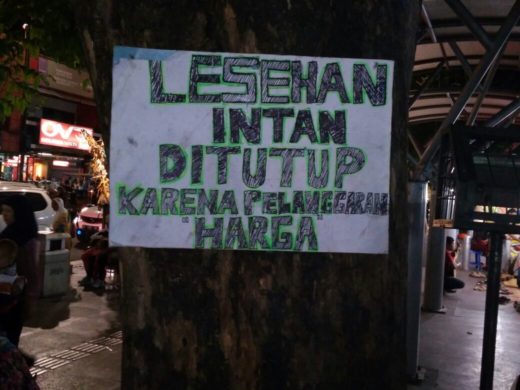 LESEHAN
INTAN
DITUTUP
KARENA PELANGGARAN
HARGA